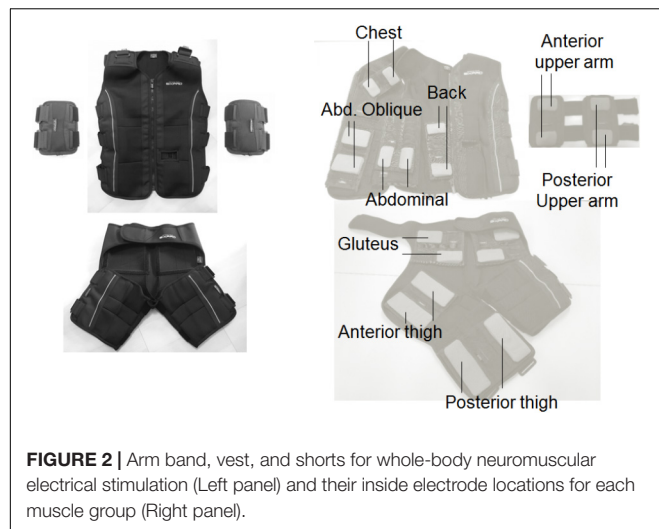 Chest
Anterior
upper arm
Back
Abd. Oblique
Abdominal
Posterior
Upper arm
Gluteus
Anterior thigh
Posterior thigh
FIGURE 2 | Arm band, vest, and shorts for whole-body neuromuscular
electrical stimulation (Left panel) and their inside electrode locations for each
muscle group (Right panel).